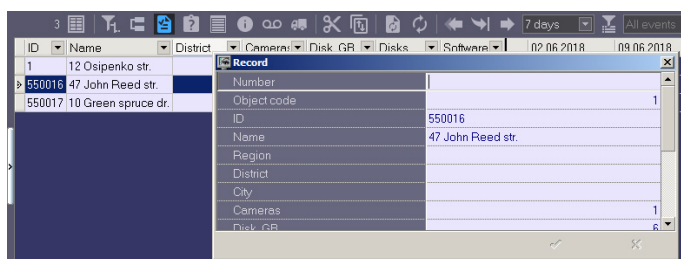 3 7 days All events
ID Name District Cameras Disk, GB Disks Software 02.06.2018 09.06.2018
1 12 Osipenko str.
550016 47 John Reed str.
550017 10 Green spruce dr.
Record
Number
Object code 1
ID 550016
Name 47 John Reed str.
Region
District
City
Cameras 1
Disk, GB 6